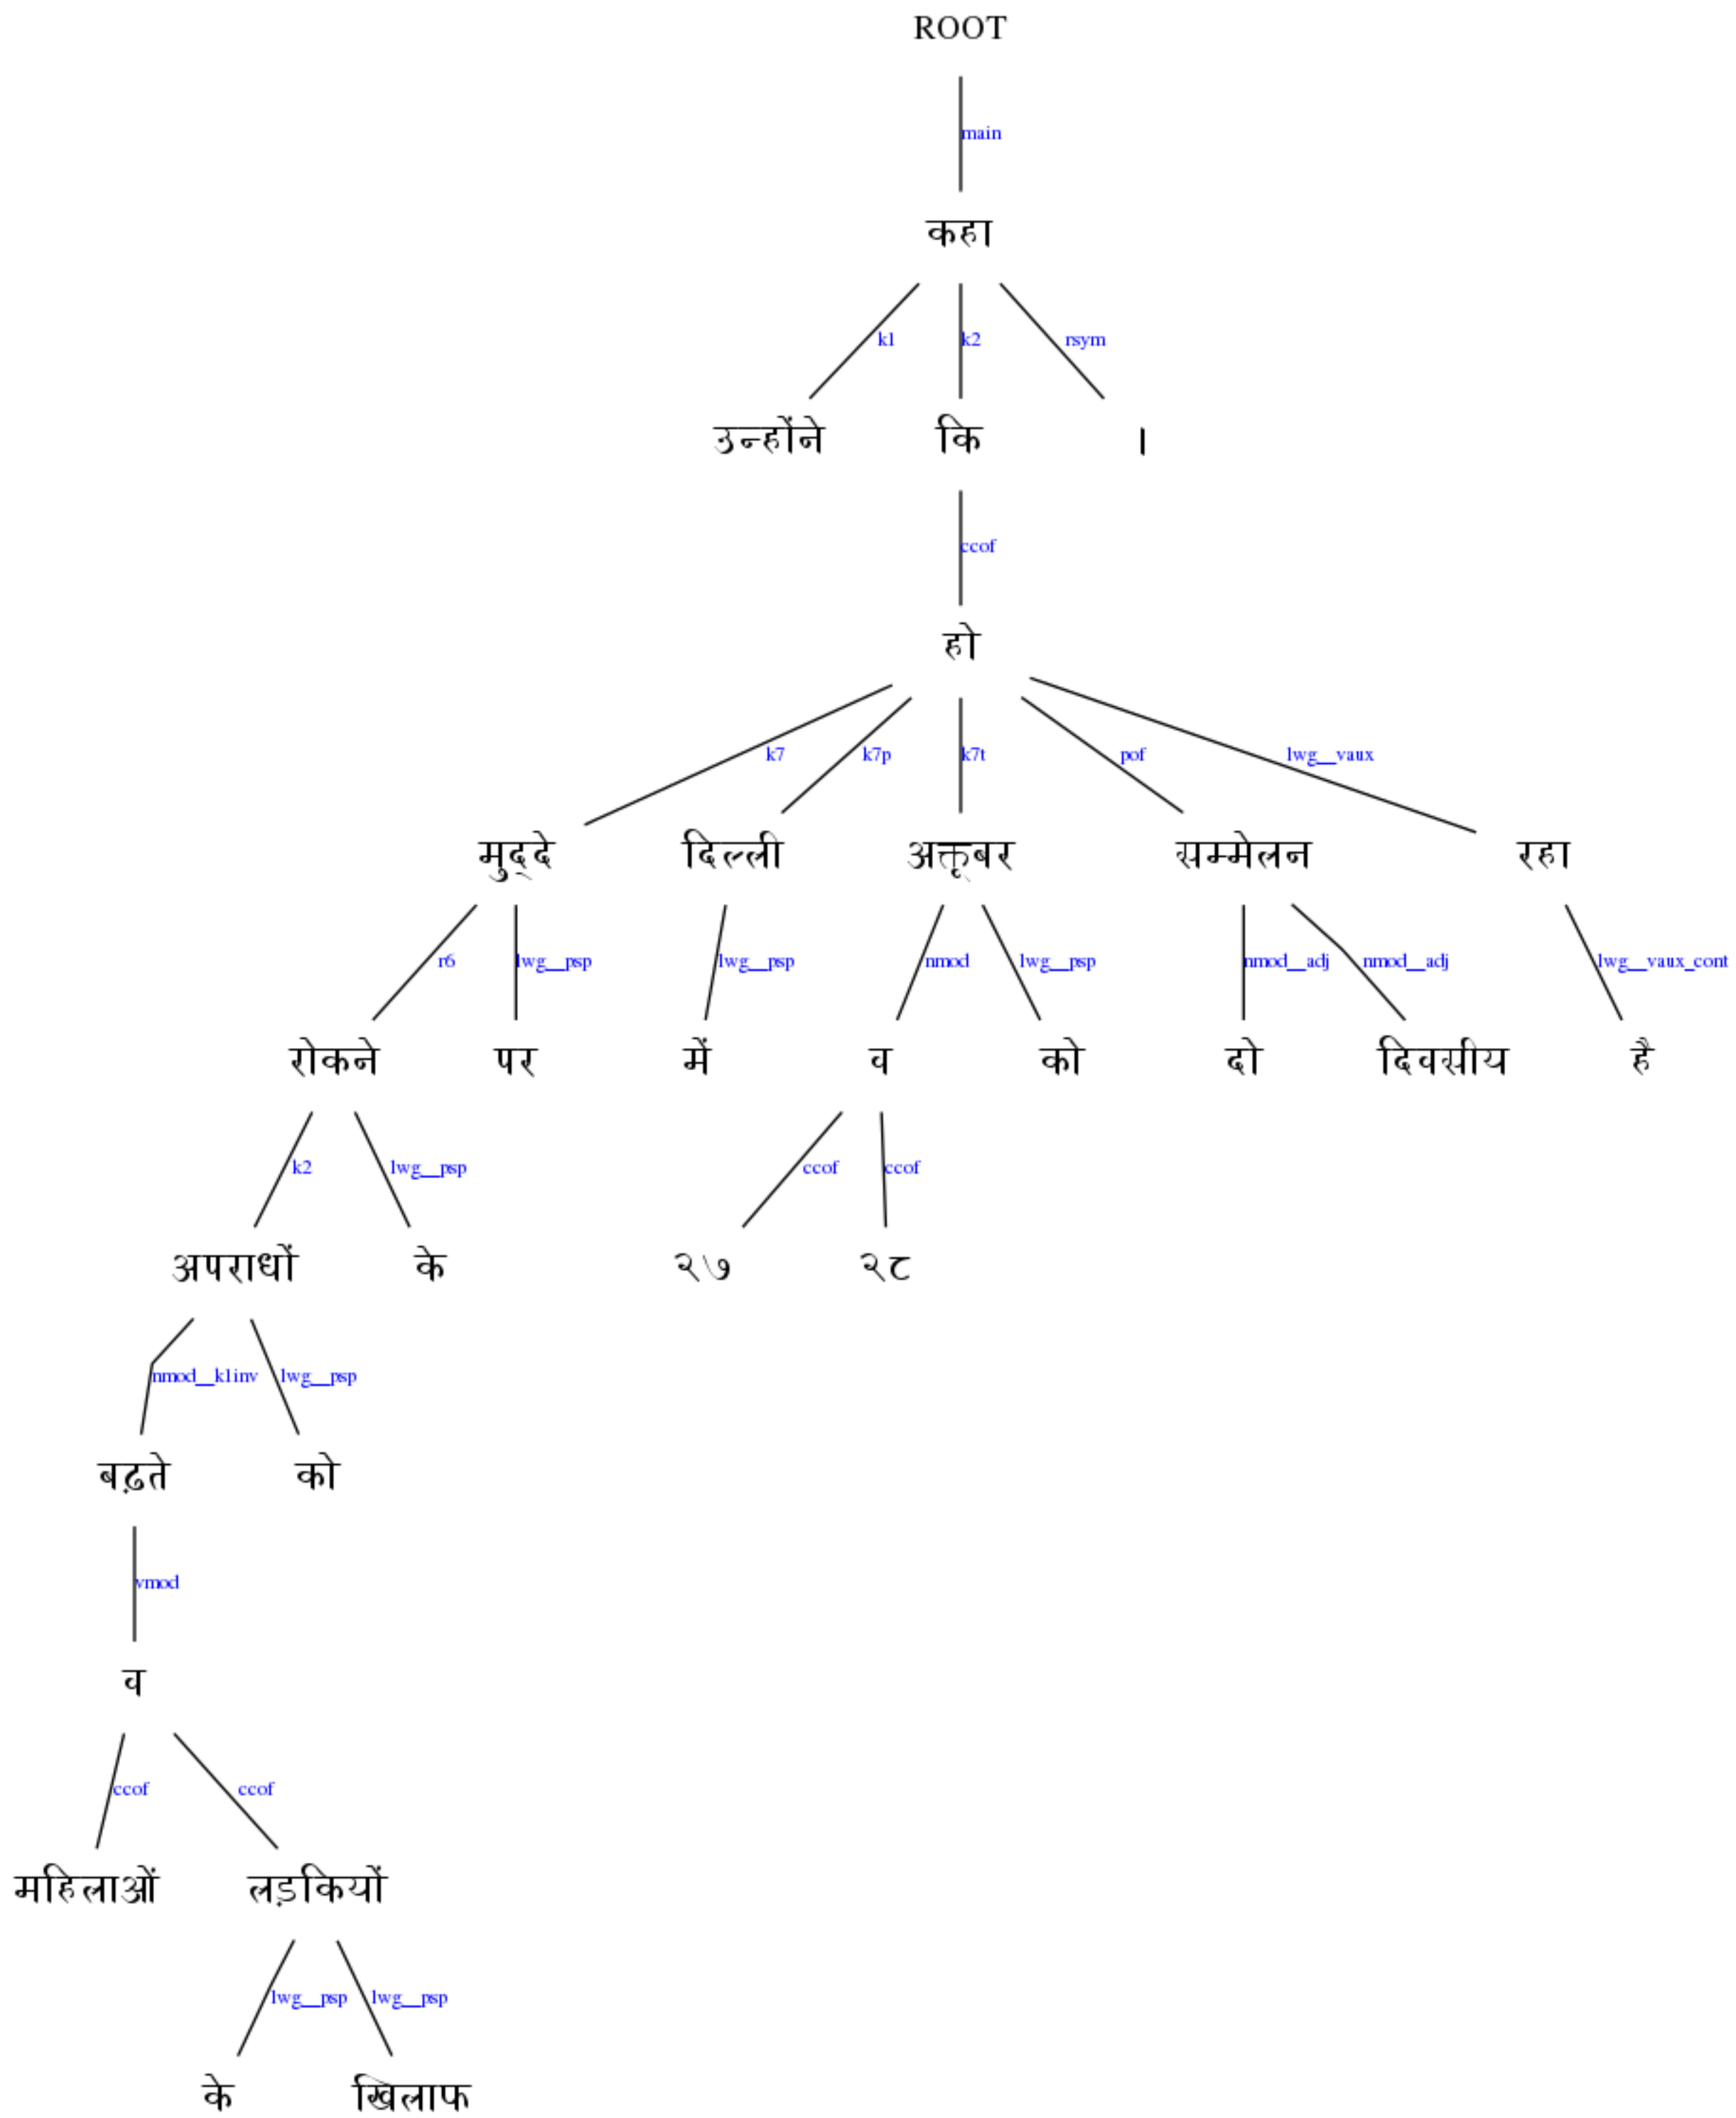 ROOT
main
कहा
k1 k2 rsym
उन्होंने कि ।
ccof
हो
k7 k7p k7t pof lwg__vaux
मुद्दे दिल्ली अक्तूबर सम्मेलन रहा
r6 lwg__psp lwg__psp nmod lwg__psp nmod__adj nmod__adj lwg__vaux_cont
रोकने पर में व को दो दिवसीय है
k2 lwg__psp ccof ccof
अपराधों के २७ २८
nmod__k1inv lwg__psp
बढ़ते को
vmod
व
ccof ccof
महिलाओं लड़कियों
lwg__psp lwg__psp
के खिलाफ